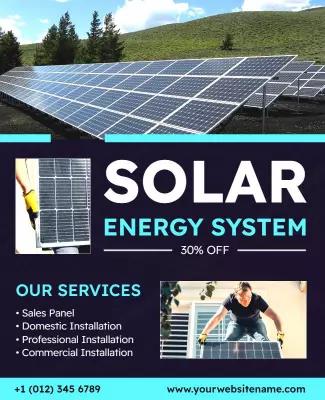 SOLAR
ENERGY SYSTEM
30% OFF
OUR SERVICES
• Sales Panel
• Domestic Installation
• Professional Installation
• Commercial Installation
+1 (012) 345 6789
www.yourwebsitename.com